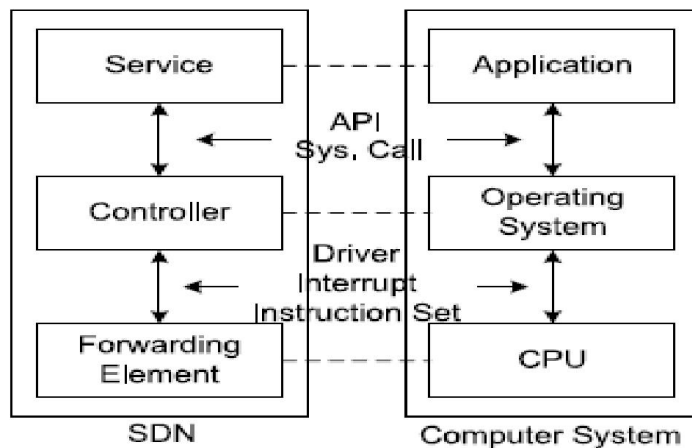 Service
Application
API
Sys. Call
Controller
Operating
System
Driver
Interrupt
Instruction Set
Forwarding
Element
CPU
SDN
Computer System